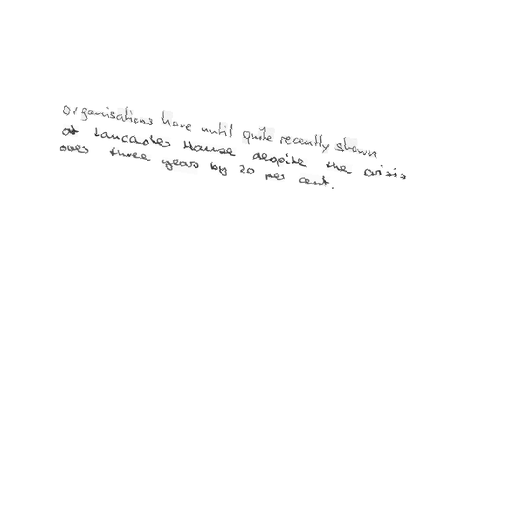 organisations have until quite recently shown
at Lancaster House despite the crisis
over three years by 20 per cent.